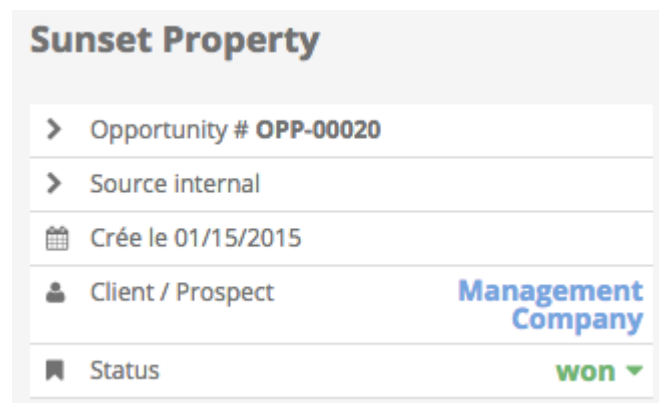 Sunset Property
Opportunity # OPP-00020
Source internal
Crée le 01/15/2015
Client / Prospect Management
Company
Status won